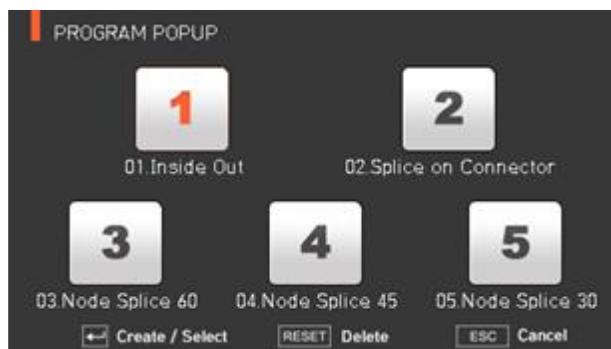 PROGRAM POPUP
1 2
01.Inside Out 02.Splice on Connector
3 4 5
03.Node Splice 60 04.Node Splice 45 05.Node Splice 30
Create / Select RESET Delete ESC Cancel